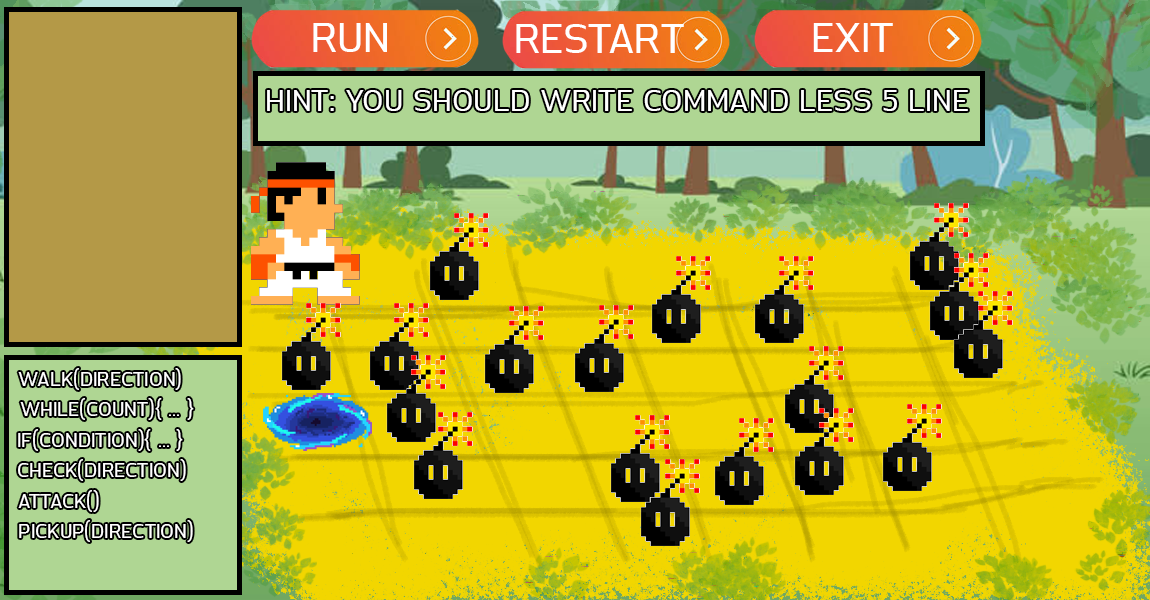 RUN
RESTART
EXIT
HINT: YOU SHOULD WRITE COMMAND LESS 5 LINE
WALK(DIRECTION)
WHILE(COUNT){ ... }
IF(CONDITION){ ... }
CHECK(DIRECTION)
ATTACK()
PICKUP(DIRECTION)